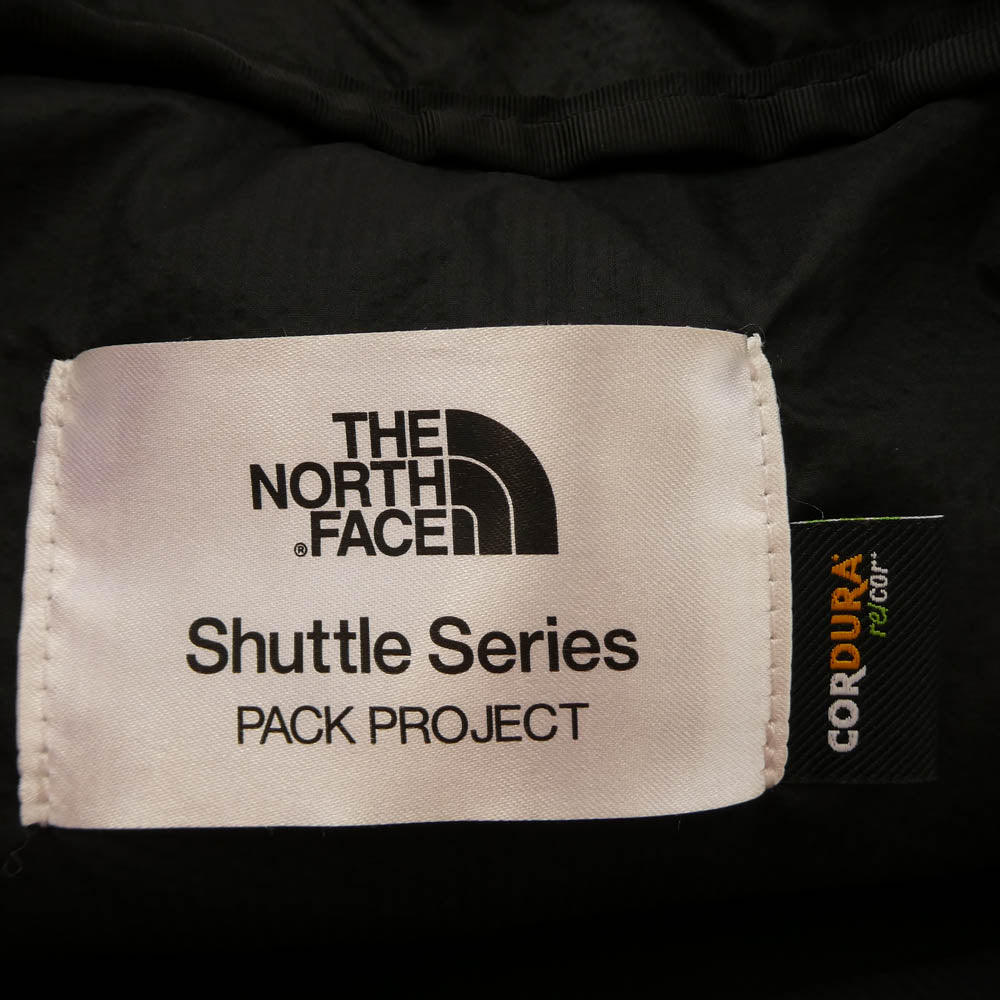 THE
NORTH
®FACE
Shuttle Series
PACK PROJECT
CORDURA
re/cor